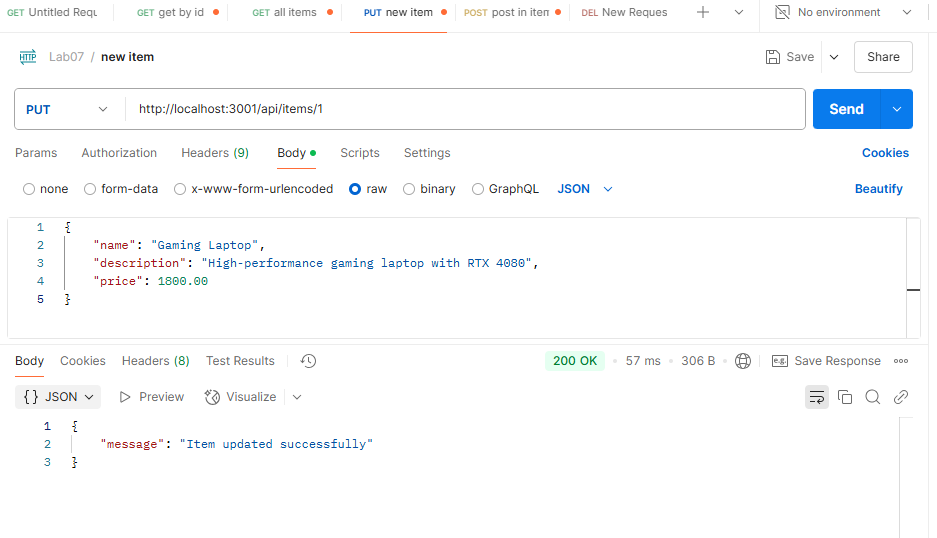 GET Untitled Requ GET get by id GET all items PUT new item POST post in item DEL New Reques No environment
HTTP Lab07 / new item Save Share
PUT http://localhost:3001/api/items/1 Send
Params Authorization Headers (9) Body Scripts Settings Cookies
none form-data x-www-form-urlencoded raw binary GraphQL JSON Beautify
1 {
2 "name": "Gaming Laptop",
3 "description": "High-performance gaming laptop with RTX 4080",
4 "price": 1800.00
5 }
Body Cookies Headers (8) Test Results 200 OK 57 ms 306 B e.g. Save Response
{} JSON Preview Visualize
1 {
2 "message": "Item updated successfully"
3 }